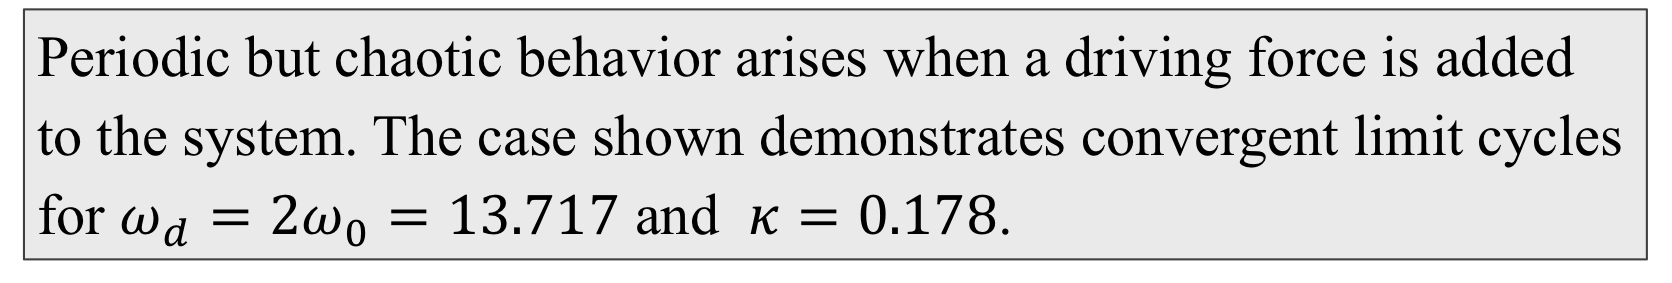 Periodic but chaotic behavior arises when a driving force is added
to the system. The case shown demonstrates convergent limit cycles
for 𝜔𝑑 = 2𝜔0 = 13.717 and 𝜅 = 0.178.